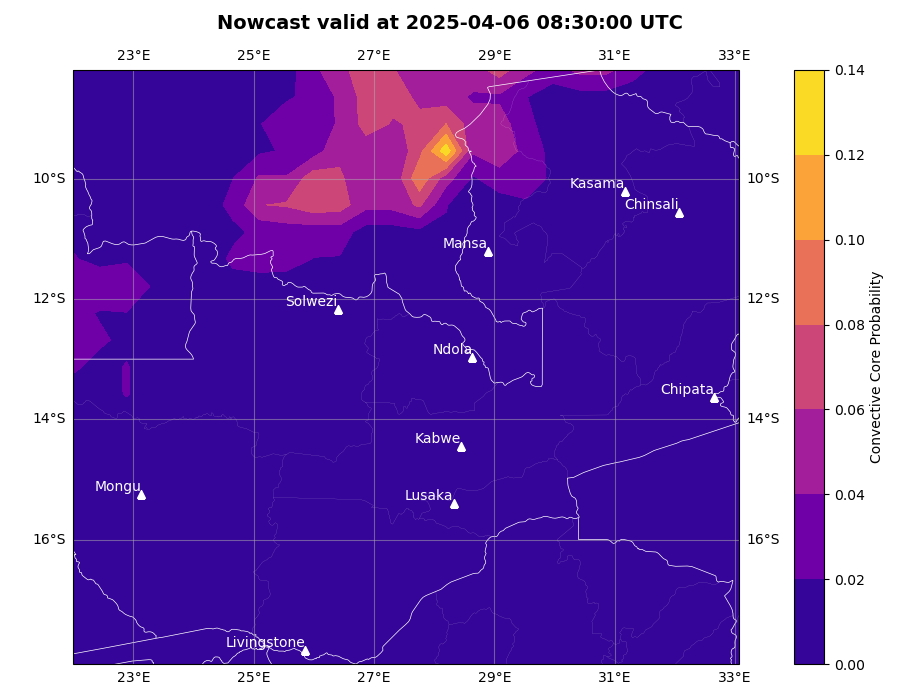 Nowcast valid at 2025-04-06 08:30:00 UTC
23°E 25°E 27°E 29°E 31°E 33°E
0.14
0.12
10°S 10°S
Kasama
Chinsali
0.10
Mansa
12°S 12°S
Solwezi
0.08
Ndola
Chipata
0.06
14°S 14°S
Kabwe
Mongu
Lusaka
0.04
16°S 16°S
0.02
Livingstone
0.00
23°E 25°E 27°E 29°E 31°E 33°E
Convective Core Probability